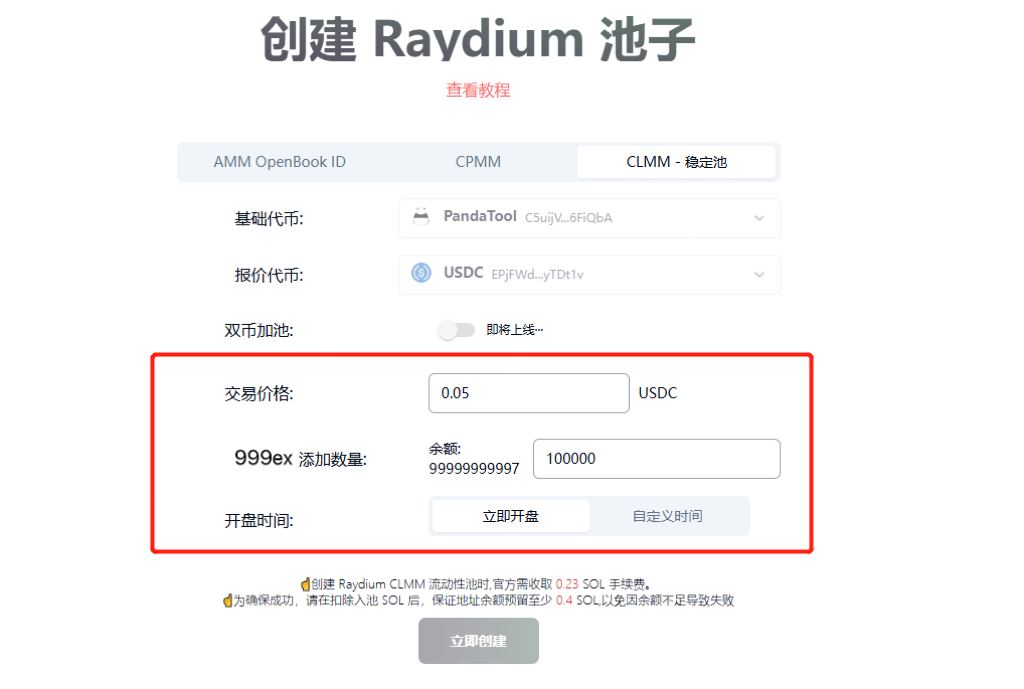 创建 Raydium 池子
查看教程
AMM OpenBook ID CPMM CLMM - 稳定池
基础代币: PandaTool C5uijV...6FiQbA
报价代币: USDC EPjFWd...yTDt1v
双币加池: 即将上线···
交易价格: 0.05 USDC
999ex 添加数量: 余额: 99999999997 100000
开盘时间: 立即开盘 自定义时间
☝创建 Raydium CLMM 流动性池时,官方需收取 0.23 SOL 手续费。
☝为确保成功，请在扣除入池 SOL 后，保证地址余额预留至少 0.4 SOL,以免因余额不足导致失败
立即创建